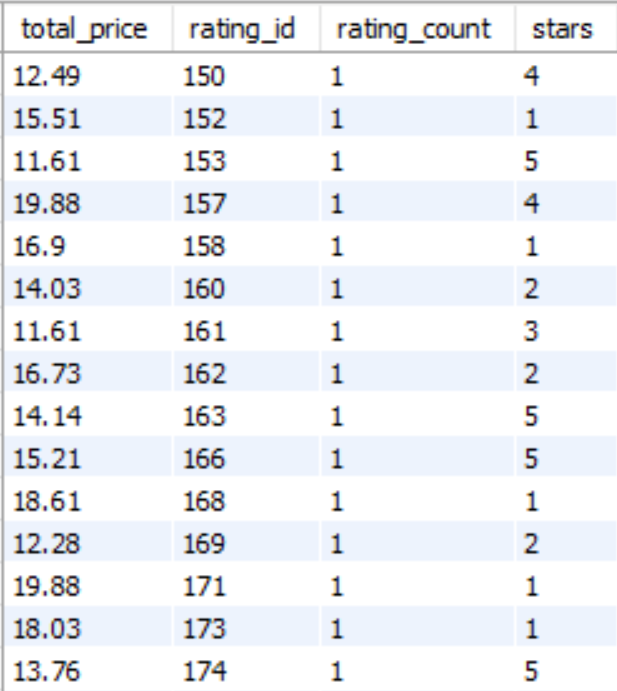 total_price rating_id rating_count stars
12.49 150 1 4
15.51 152 1 1
11.61 153 1 5
19.88 157 1 4
16.9 158 1 1
14.03 160 1 2
11.61 161 1 3
16.73 162 1 2
14.14 163 1 5
15.21 166 1 5
18.61 168 1 1
12.28 169 1 2
19.88 171 1 1
18.03 173 1 1
13.76 174 1 5